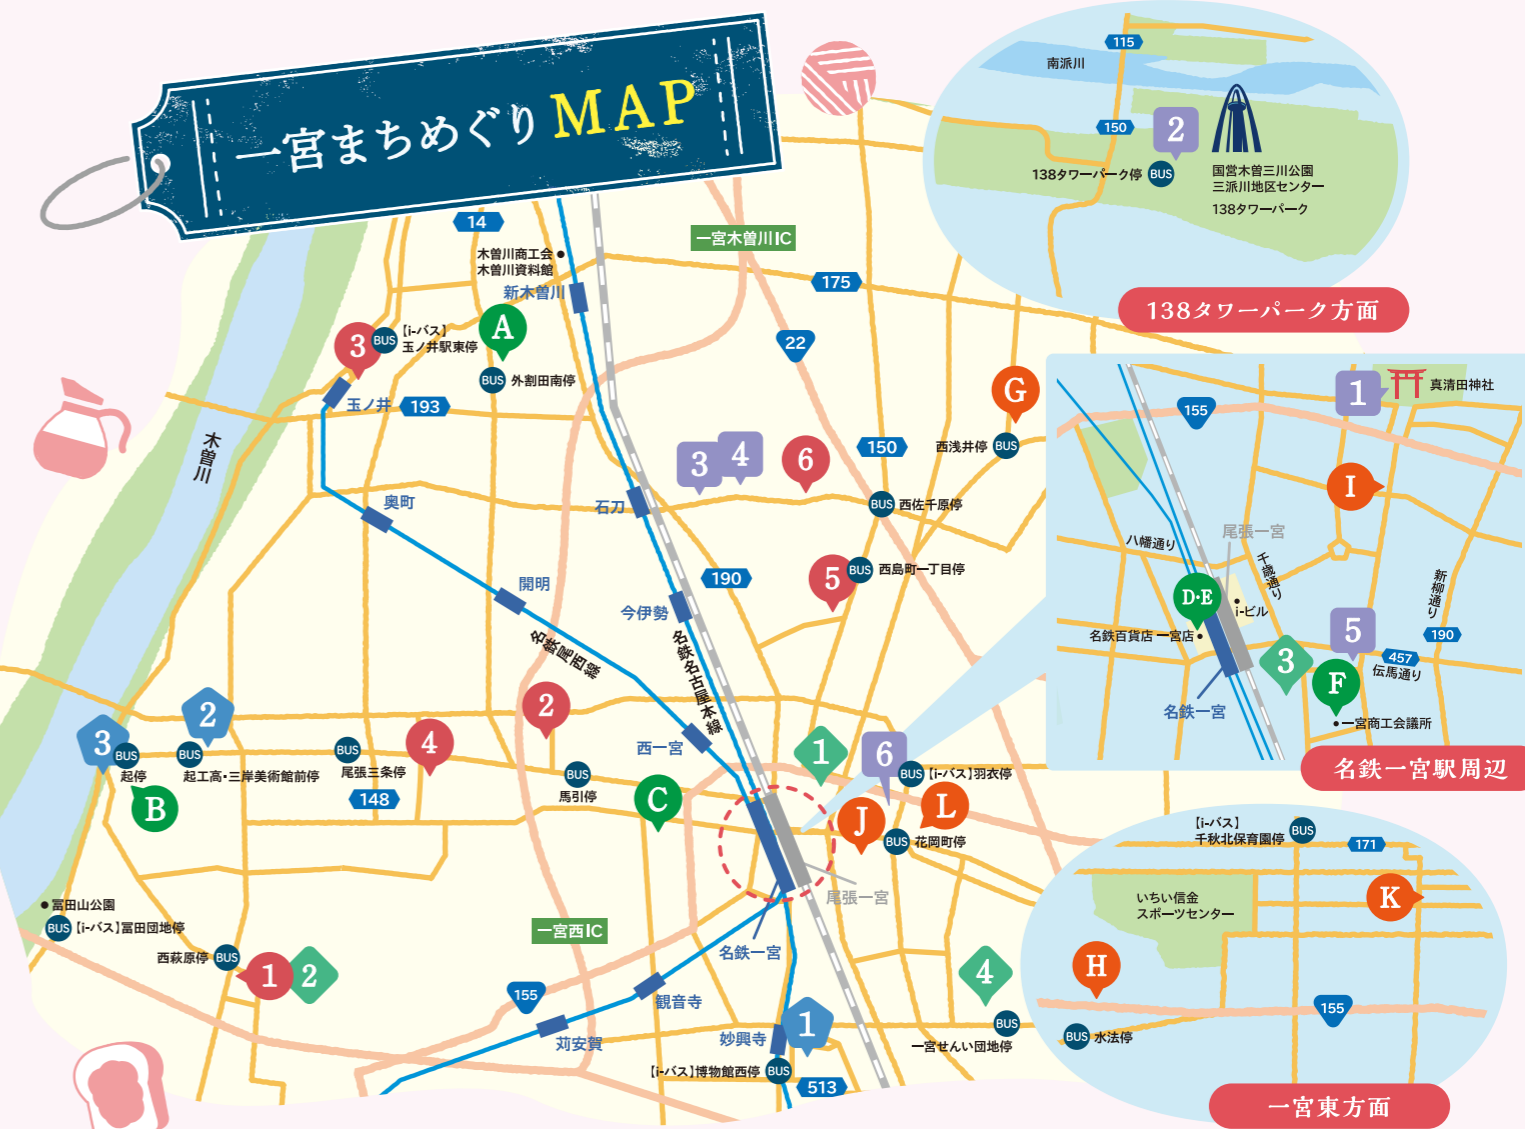 一宮まちめぐりMAP
115
南派川
150
2
138タワーパーク停
BUS
国営木曽三川公園
三派川地区センター
138タワーパーク
138タワーパーク方面
14
木曽川商工会
木曽川資料館
新木曽川
一宮木曽川IC
175
22
3
BUS
【i-バス】
玉ノ井駅東停
A
BUS
外割田南停
玉ノ井
193
木曽川
G
西浅井停
BUS
150
3
4
6
奥町
石刀
BUS
西佐千原停
開明
190
5
BUS
西島町一丁目停
今伊勢
名鉄尾西線
名鉄名古屋本線
155
1
真清田神社
I
八幡通り
尾張一宮
千歳通り
新柳通り
D・E
i-ビル
名鉄百貨店 一宮店
5
190
457
伝馬通り
3
F
名鉄一宮
一宮商工会議所
名鉄一宮駅周辺
2
3
BUS
起停
BUS
起工高・三岸美術館前停
BUS
尾張三条停
4
2
148
B
西一宮
BUS
馬引停
C
1
6
BUS
【i-バス】羽衣停
J
L
BUS
花岡町停
尾張一宮
名鉄一宮
冨田山公園
BUS
【i-バス】冨田団地停
西萩原停
BUS
1
2
一宮西IC
155
観音寺
苅安賀
妙興寺
1
【i-バス】博物館西停
BUS
513
4
BUS
一宮せんい団地停
【i-バス】
千秋北保育園停
BUS
171
いちい信金
スポーツセンター
K
H
155
BUS
水法停
一宮東方面